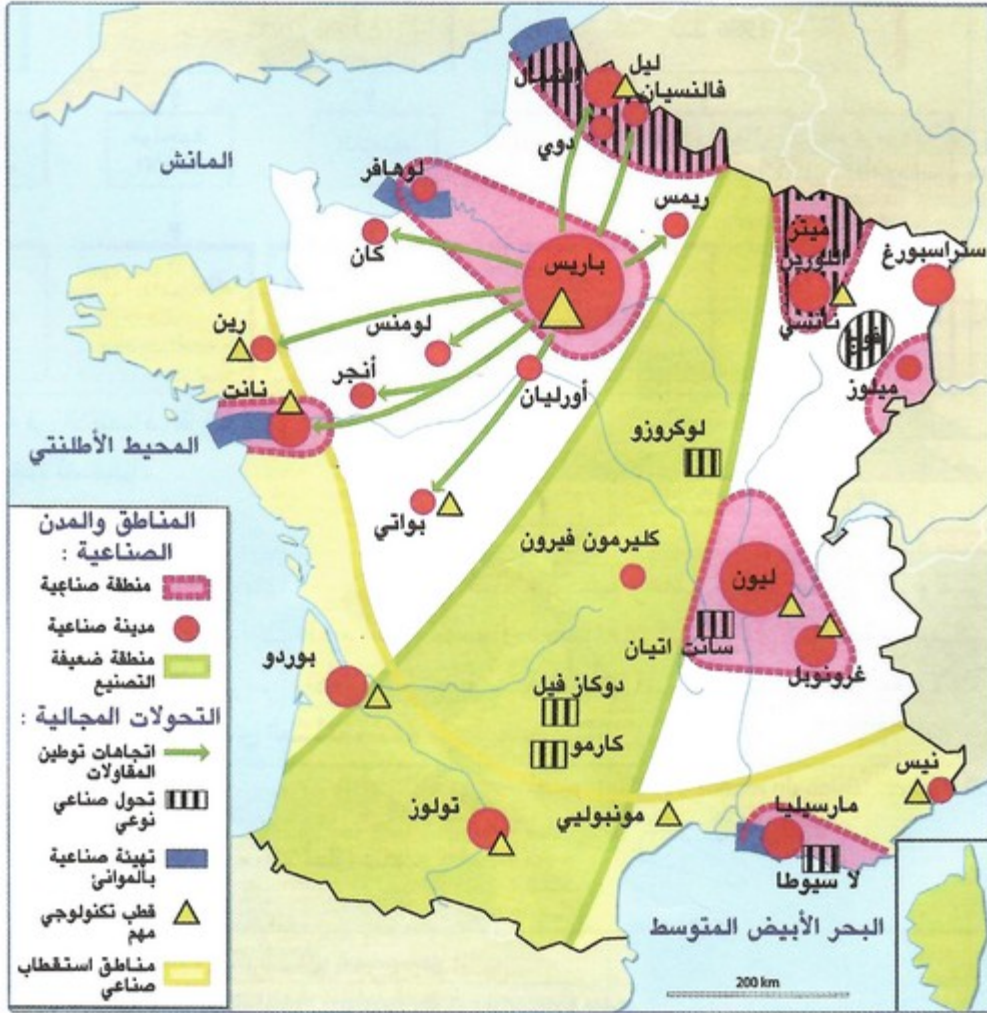 ليل
الشمال
فالنسيان
دوي
المانش
لوهافر
ريمس
كان
باريس
ميتز
اللورين
ستراسبورغ
نانسي
فوج
ميلوز
رين
لومنس
أنجر
أورليان
نانت
المحيط الأطلنتي
لوكروزو
بواتي
كليرمون فيرون
ليون
سانت اتيان
غرونوبل
بوردو
دوكاز فيل
كارمو
تولوز
مونبوليي
نيس
مارسيليا
لا سيوطا
البحر الأبيض المتوسط
200 km
المناطق والمدن
الصناعية :
منطقة صناعية
مدينة صناعية
منطقة ضعيفة
التصنيع
التحولات المجالية :
اتجاهات توطين
المقاولات
تحول صناعي
نوعي
تهيئة صناعية
بالموانئ
قطب تكنولوجي
مهم
مناطق استقطاب
صناعي